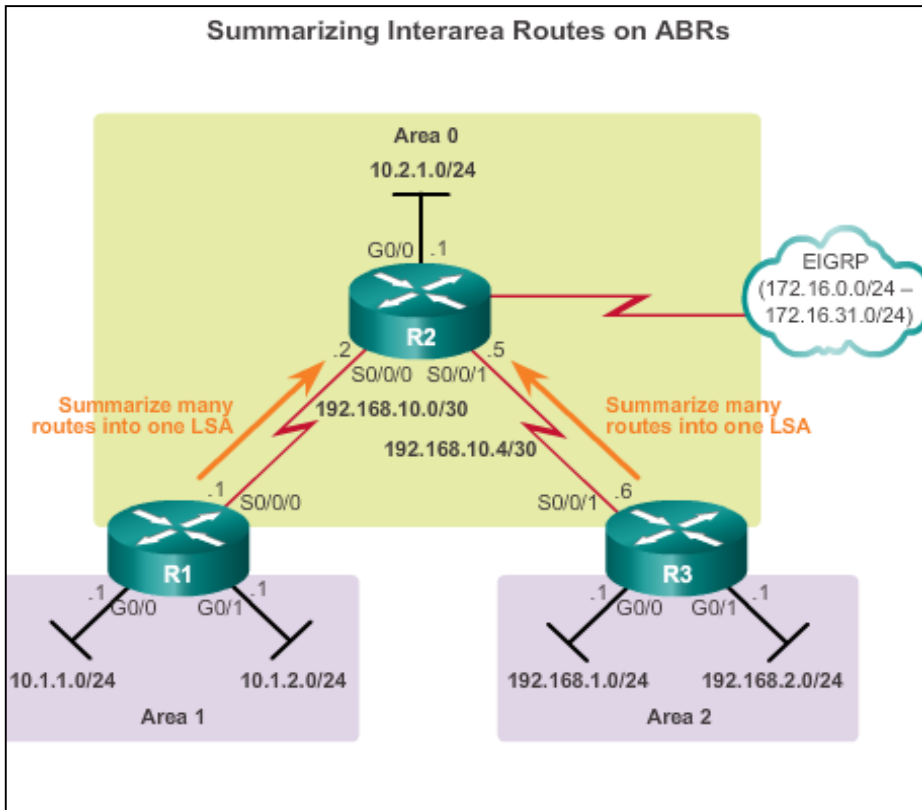 Summarizing Interarea Routes on ABRs
Area 0
10.2.1.0/24
G0/0
.1
EIGRP
(172.16.0.0/24 –
172.16.31.0/24)
R2
.2
.5
S0/0/0
S0/0/1
Summarize many
routes into one LSA
192.168.10.0/30
Summarize many
routes into one LSA
192.168.10.4/30
.1
S0/0/0
S0/0/1
.6
R1
R3
.1
G0/0
G0/1
.1
.1
G0/0
G0/1
.1
10.1.1.0/24
10.1.2.0/24
192.168.1.0/24
192.168.2.0/24
Area 1
Area 2